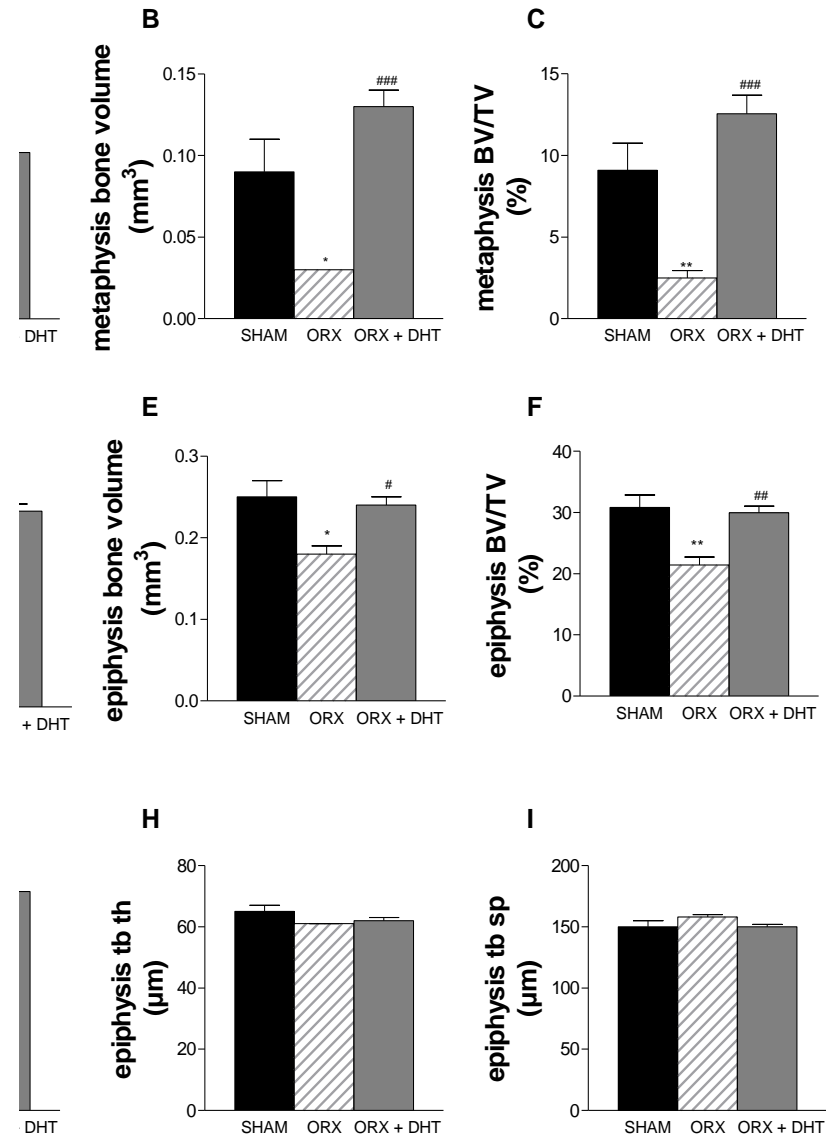 B
metaphysis bone volume
(mm3)
0.15
0.10
0.05
0.00
*
###
SHAM ORX ORX + DHT
C
metaphysis BV/TV
(%)
15
10
5
0
**
###
SHAM ORX ORX + DHT
DHT
E
epiphysis bone volume
(mm3)
0.3
0.2
0.1
0.0
*
#
SHAM ORX ORX + DHT
F
epiphysis BV/TV
(%)
40
30
20
10
0
**
##
SHAM ORX ORX + DHT
+ DHT
H
epiphysis tb th
(µm)
80
60
40
20
0
SHAM ORX ORX + DHT
I
epiphysis tb sp
(µm)
200
150
100
50
0
SHAM ORX ORX + DHT
DHT